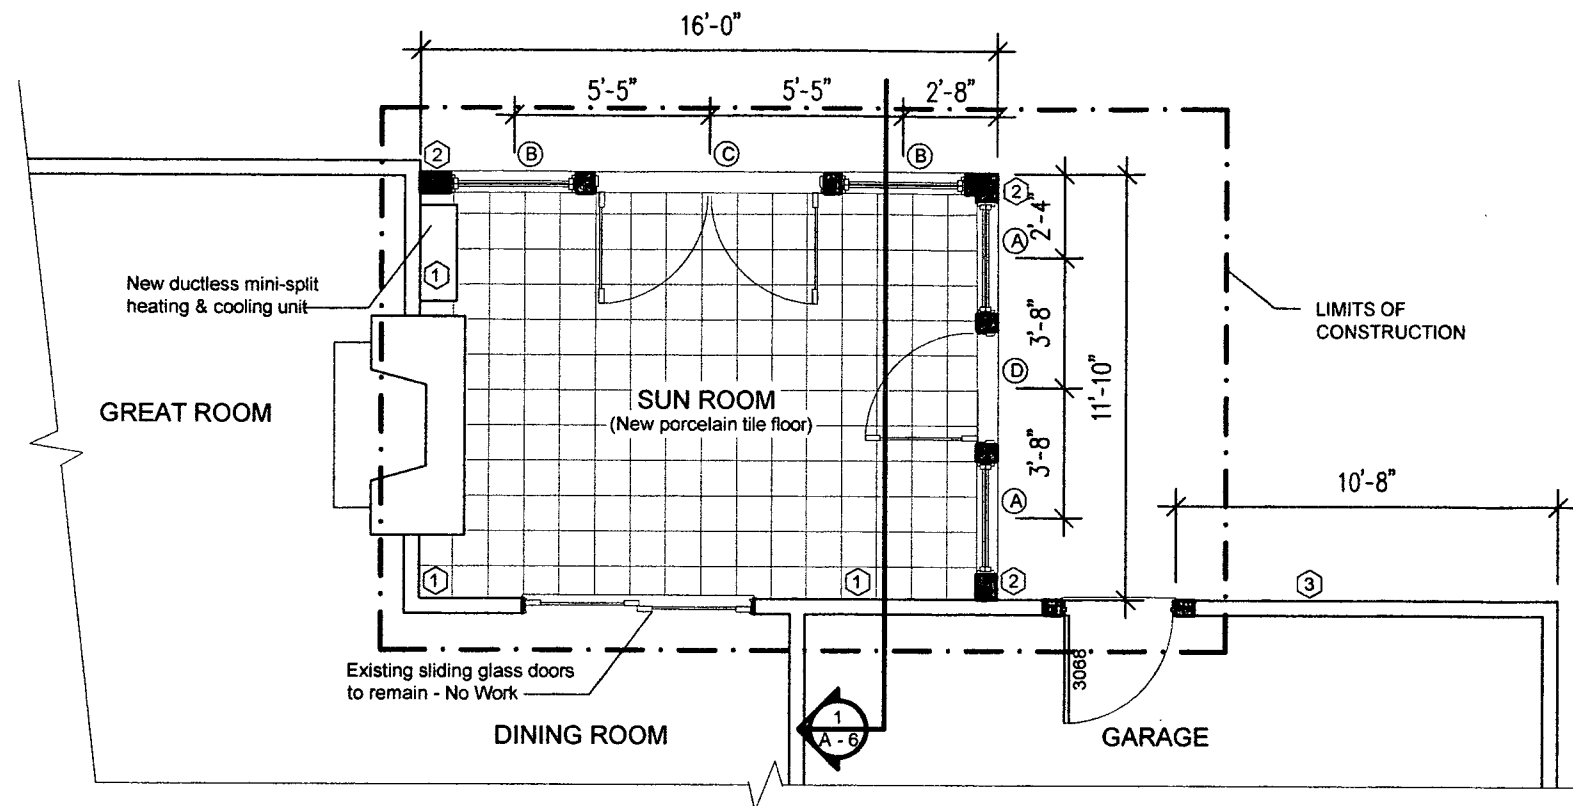 16'-0"
5'-5"
5'-5"
2'-8"
2
B
C
B
2
2'-4"
A
1
New ductless mini-split
heating & cooling unit
3'-8"
LIMITS OF
CONSTRUCTION
D
11'-10"
GREAT ROOM
SUN ROOM
(New porcelain tile floor)
3'-8"
A
10'-8"
1
1
2
3
Existing sliding glass doors
to remain - No Work
3068
DINING ROOM
1
A - 6
GARAGE